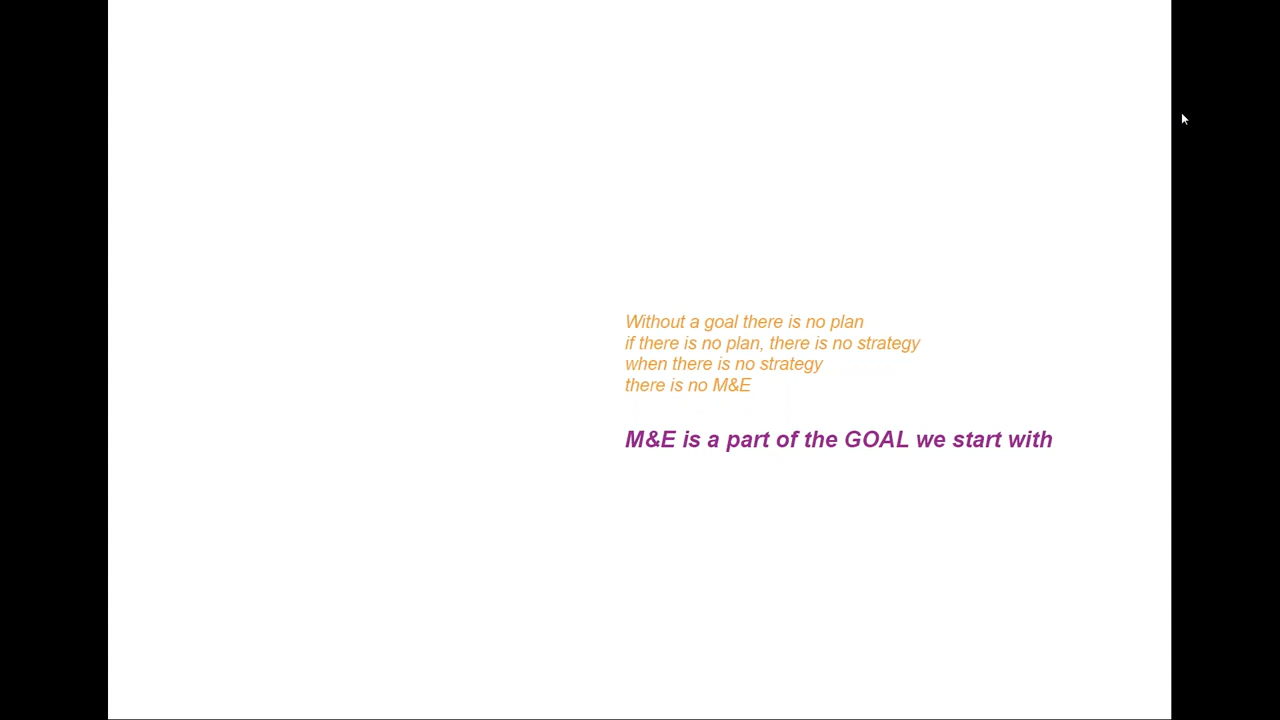 Without a goal there is no plan
if there is no plan, there is no strategy
when there is no strategy
there is no M&E
M&E is a part of the GOAL we start with